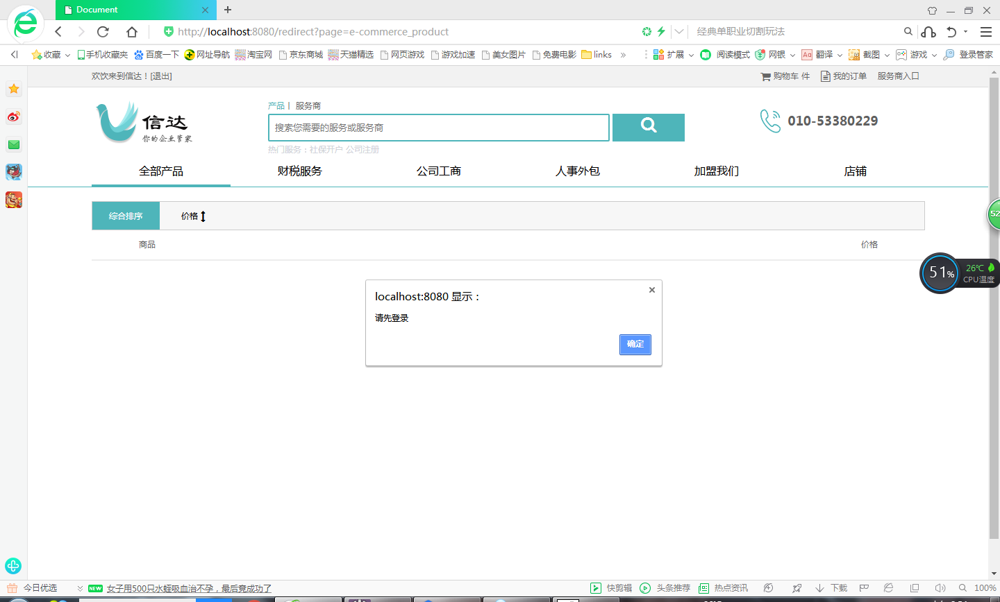 Document
http://localhost:8080/redirect?page=e-commerce_product
经典单职业切割玩法
收藏 手机收藏夹 百度一下 网址导航 淘宝网 京东商城 天猫精选 网页游戏 游戏加速 美女图片 免费电影 links » 扩展 阅读模式 网银 Aa 翻译 截图 游戏 登录管家
欢饮来到信达！[退出]
购物车 件 我的订单 服务商入口
产品 | 服务商
信达
你的企业管家
搜索您需要的服务或服务商
010-53380229
热门服务：社保开户 公司注册
全部产品 财税服务 公司工商 人事外包 加盟我们 店铺
综合排序 价格
商品 价格
52
51%
26℃
CPU温度
localhost:8080 显示：
请先登录
确定
今日优选 NEW 女子用500只水蛭吸血治不孕，最后竟成功了 快剪辑 头条推荐 热点资讯 下载 100%